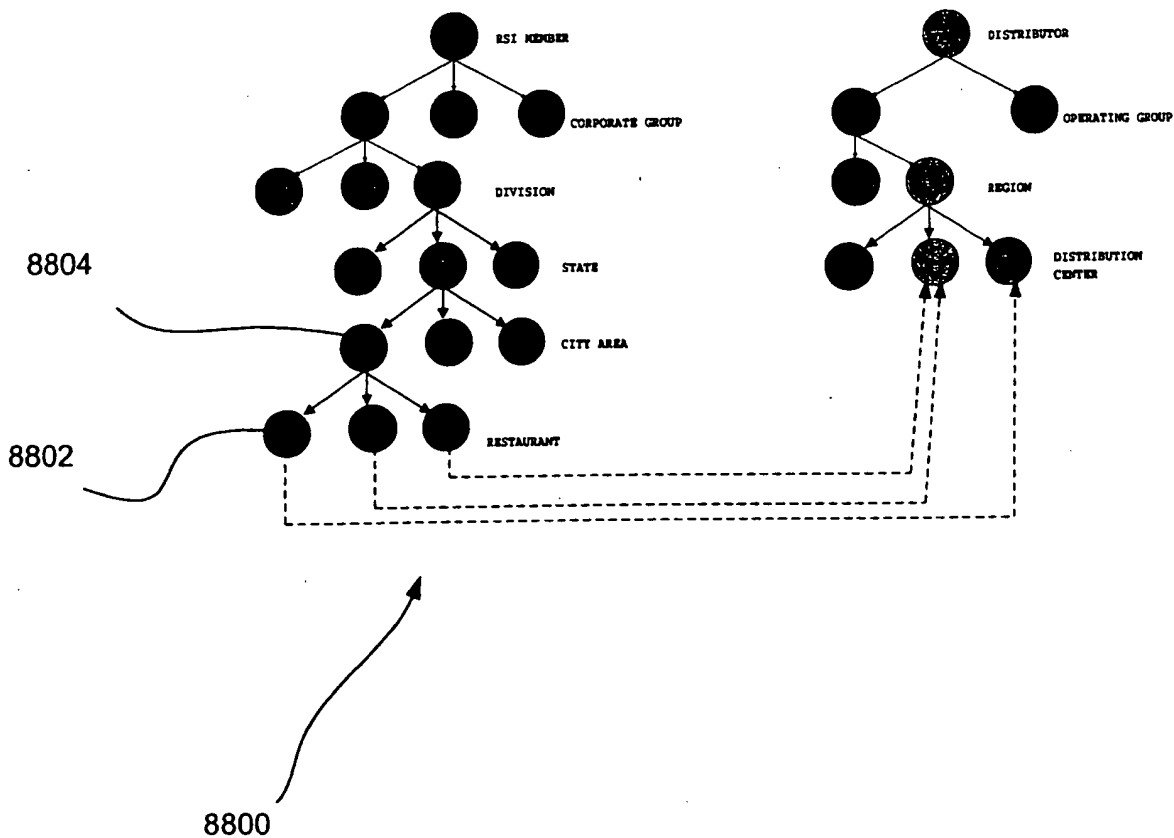 RSI MEMBER
DISTRIBUTOR
CORPORATE GROUP
OPERATING GROUP
DIVISION
REGION
8804
STATE
DISTRIBUTION
CENTER
CITY AREA
8802
RESTAURANT
8800